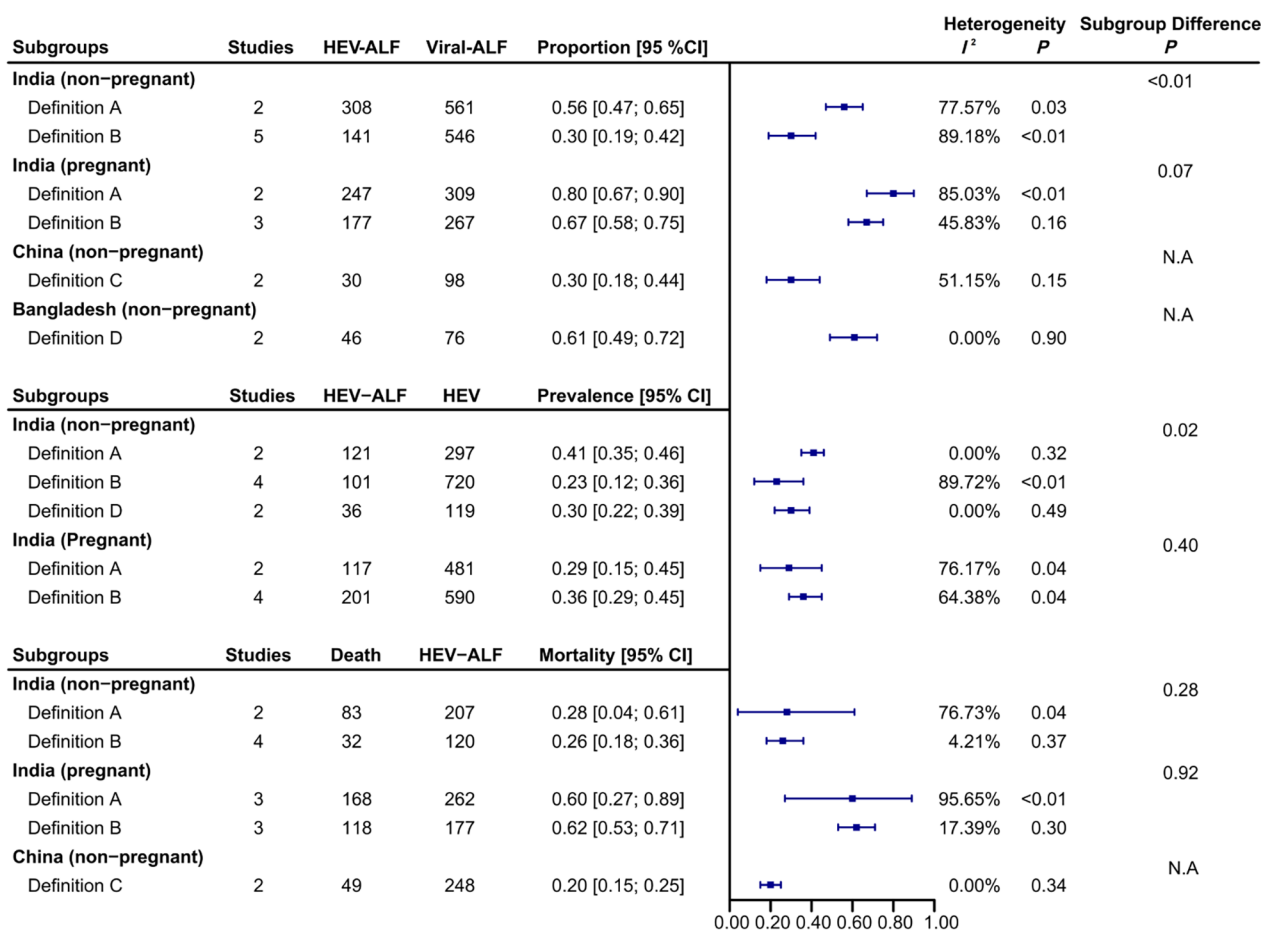 Heterogeneity Subgroup Difference
Subgroups Studies HEV-ALF Viral-ALF Proportion [95 %CI] I² P P
India (non−pregnant) <0.01
Definition A 2 308 561 0.56 [0.47; 0.65] 77.57% 0.03
Definition B 5 141 546 0.30 [0.19; 0.42] 89.18% <0.01
India (pregnant) 0.07
Definition A 2 247 309 0.80 [0.67; 0.90] 85.03% <0.01
Definition B 3 177 267 0.67 [0.58; 0.75] 45.83% 0.16
China (non−pregnant) N.A
Definition C 2 30 98 0.30 [0.18; 0.44] 51.15% 0.15
Bangladesh (non−pregnant) N.A
Definition D 2 46 76 0.61 [0.49; 0.72] 0.00% 0.90
Subgroups Studies HEV−ALF HEV Prevalence [95% CI]
India (non−pregnant) 0.02
Definition A 2 121 297 0.41 [0.35; 0.46] 0.00% 0.32
Definition B 4 101 720 0.23 [0.12; 0.36] 89.72% <0.01
Definition D 2 36 119 0.30 [0.22; 0.39] 0.00% 0.49
India (Pregnant) 0.40
Definition A 2 117 481 0.29 [0.15; 0.45] 76.17% 0.04
Definition B 4 201 590 0.36 [0.29; 0.45] 64.38% 0.04
Subgroups Studies Death HEV−ALF Mortality [95% CI]
India (non−pregnant) 0.28
Definition A 2 83 207 0.28 [0.04; 0.61] 76.73% 0.04
Definition B 4 32 120 0.26 [0.18; 0.36] 4.21% 0.37
India (pregnant) 0.92
Definition A 3 168 262 0.60 [0.27; 0.89] 95.65% <0.01
Definition B 3 118 177 0.62 [0.53; 0.71] 17.39% 0.30
China (non−pregnant) N.A
Definition C 2 49 248 0.20 [0.15; 0.25] 0.00% 0.34
0.00 0.20 0.40 0.60 0.80 1.00